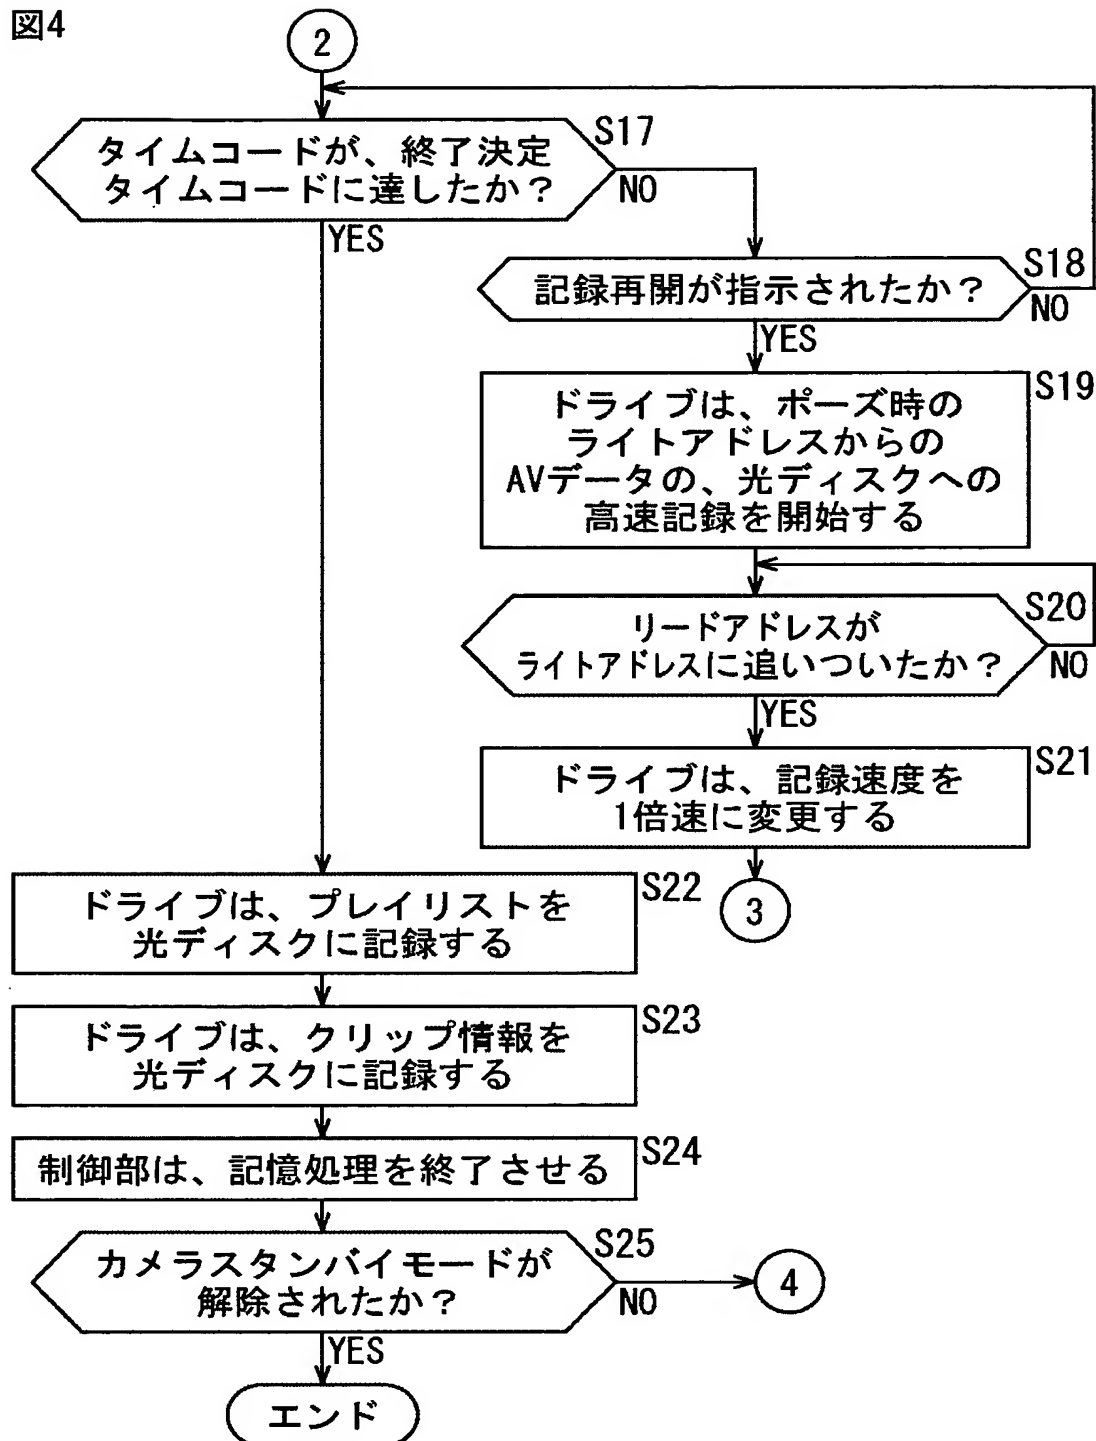 図4
2
タイムコードが、終了決定
タイムコードに達したか？
S17
NO
YES
記録再開が指示されたか？
S18
NO
YES
ドライブは、ポーズ時の
ライトアドレスからの
AVデータの、光ディスクへの
高速記録を開始する
S19
リードアドレスが
ライトアドレスに追いついたか？
S20
NO
YES
ドライブは、記録速度を
1倍速に変更する
S21
3
ドライブは、プレイリストを
光ディスクに記録する
S22
ドライブは、クリップ情報を
光ディスクに記録する
S23
制御部は、記憶処理を終了させる
S24
カメラスタンバイモードが
解除されたか？
S25
NO
4
YES
エンド